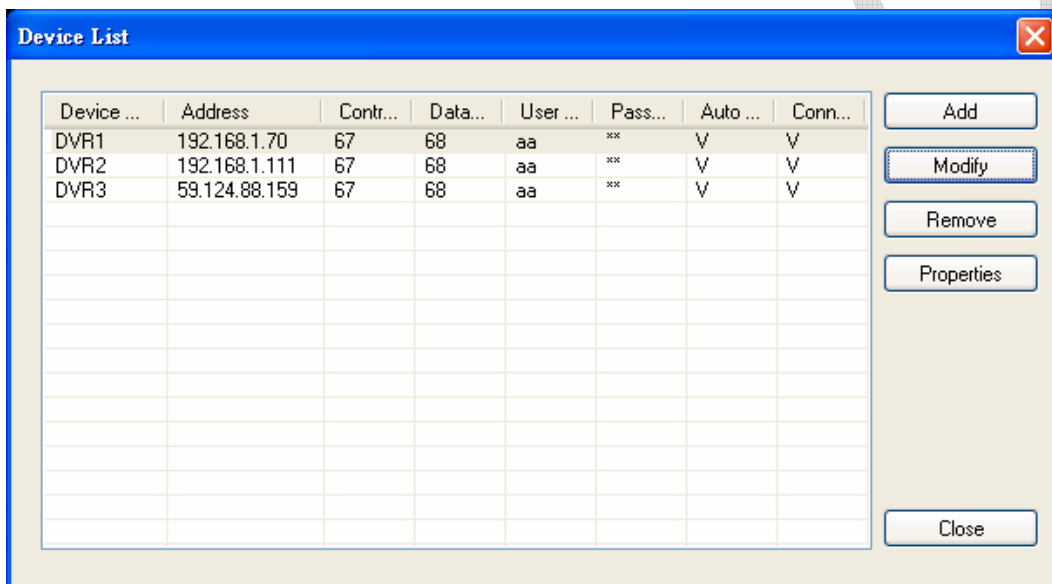 Device List
Device ... Address Contr... Data... User ... Pass... Auto ... Conn...
DVR1 192.168.1.70 67 68 aa ** V V
DVR2 192.168.1.111 67 68 aa ** V V
DVR3 59.124.88.159 67 68 aa ** V V
Add
Modify
Remove
Properties
Close